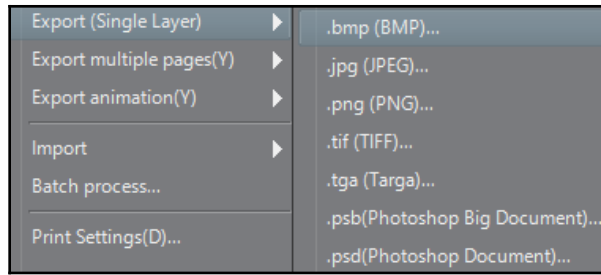 Export (Single Layer)
Export multiple pages(Y)
Export animation(Y)
Import
Batch process...
Print Settings(D)...
.bmp (BMP)...
.jpg (JPEG)...
.png (PNG)...
.tif (TIFF)...
.tga (Targa)...
.psb(Photoshop Big Document)...
.psd(Photoshop Document)...